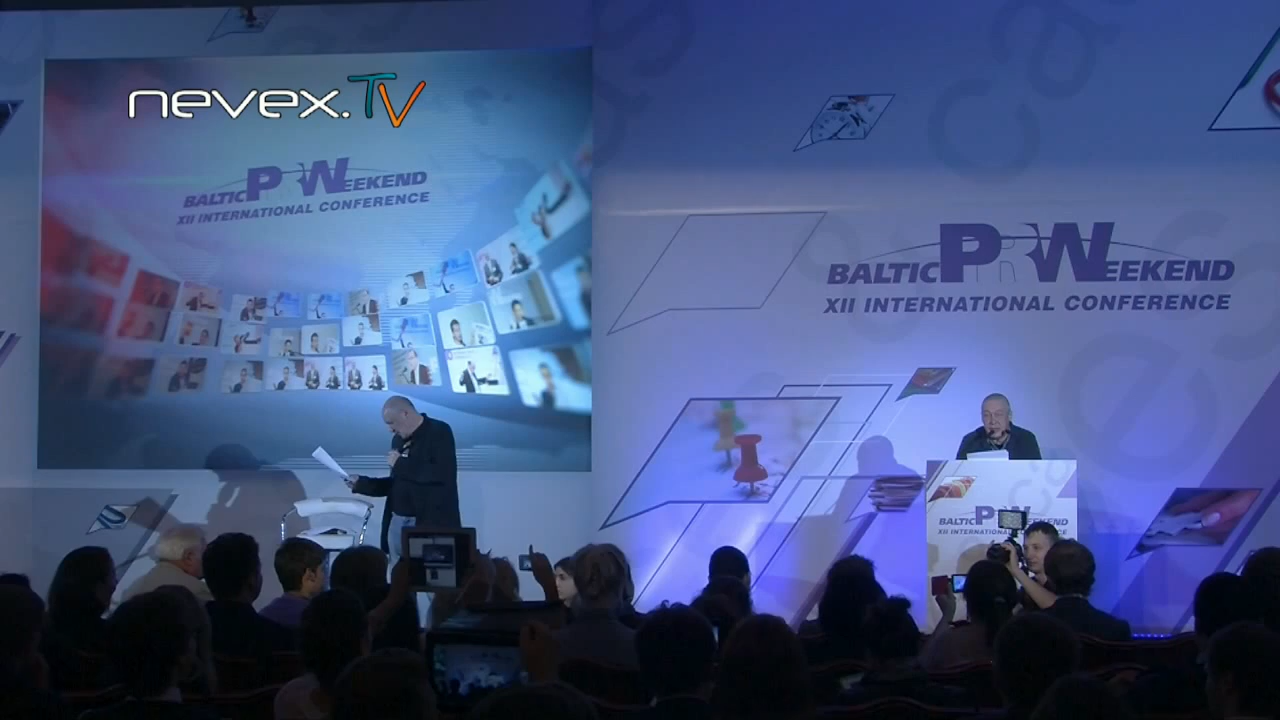 nevex.TV
BALTIC PR WEEKEND
XII INTERNATIONAL CONFERENCE
BALTIC PR WEEKEND
XII INTERNATIONAL CONFERENCE
BALTIC PR WEEKEND
XII INTERNATIONAL CONFERENCE